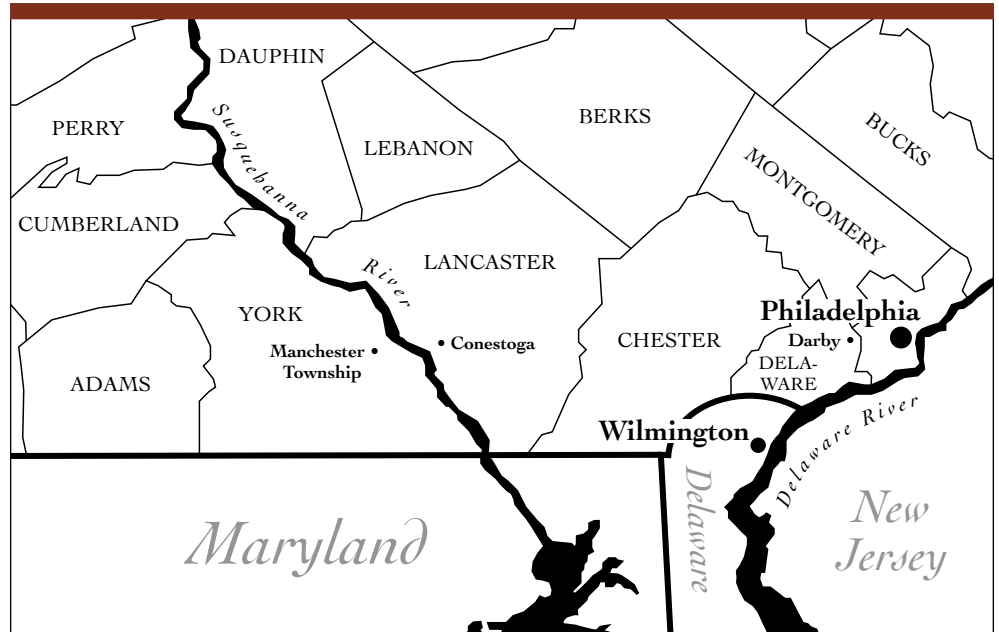 DAUPHIN
PERRY
Susquehanna
River
LEBANON
BERKS
BUCKS
MONTGOMERY
CUMBERLAND
LANCASTER
YORK
Philadelphia
Manchester
Township
Conestoga
CHESTER
Darby
DELA-
WARE
ADAMS
Wilmington
Delaware River
Delaware
Maryland
New
Jersey